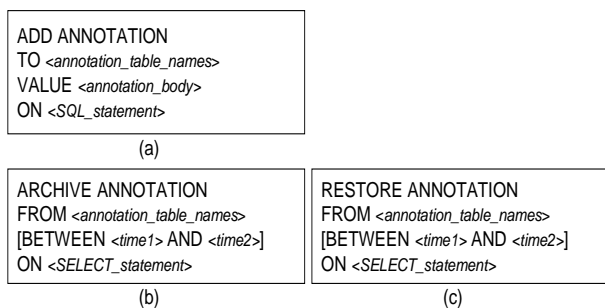 ADD ANNOTATION
TO <annotation_table_names>
VALUE <annotation_body>
ON <SQL_statement>
(a)
ARCHIVE ANNOTATION
FROM <annotation_table_names>
[BETWEEN <time1> AND <time2>]
ON <SELECT_statement>
(b)
RESTORE ANNOTATION
FROM <annotation_table_names>
[BETWEEN <time1> AND <time2>]
ON <SELECT_statement>
(c)